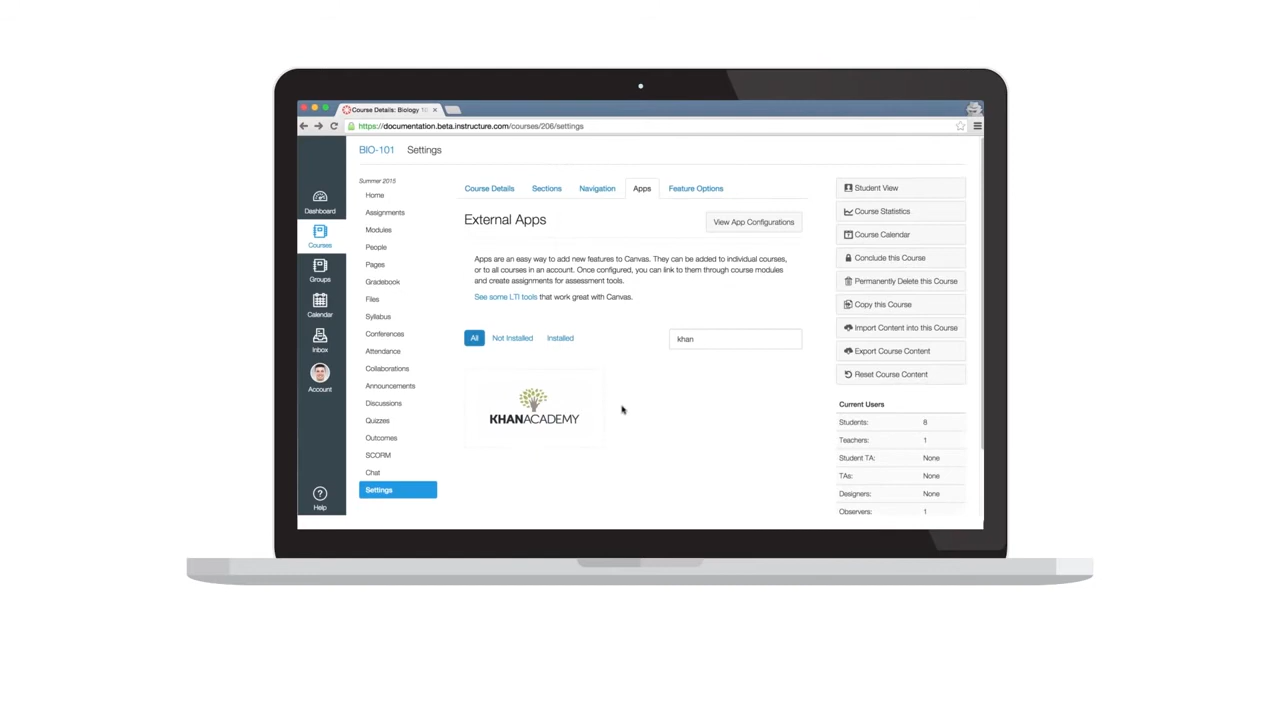 Course Details: Biology
https://documentation.beta.instructure.com/courses/206/settings
BIO-101 Settings
Dashboard
Courses
Groups
Calendar
Inbox
Account
Help
Summer 2015
Home
Assignments
Modules
People
Pages
Gradebook
Files
Syllabus
Conferences
Attendance
Collaborations
Announcements
Discussions
Quizzes
Outcomes
SCORM
Chat
Settings
Course Details Sections Navigation Apps Feature Options
External Apps View App Configurations
Apps are an easy way to add new features to Canvas. They can be added to individual courses,
or to all courses in an account. Once configured, you can link to them through course modules
and create assignments for assessment tools.
See some LTI tools that work great with Canvas.
All Not Installed Installed khan
KHANACADEMY
Student View
Course Statistics
Course Calendar
Conclude this Course
Permanently Delete this Course
Copy this Course
Import Content into this Course
Export Course Content
Reset Course Content
Current Users
Students: 8
Teachers: 1
Student TA: None
TAs: None
Designers: None
Observers: 1